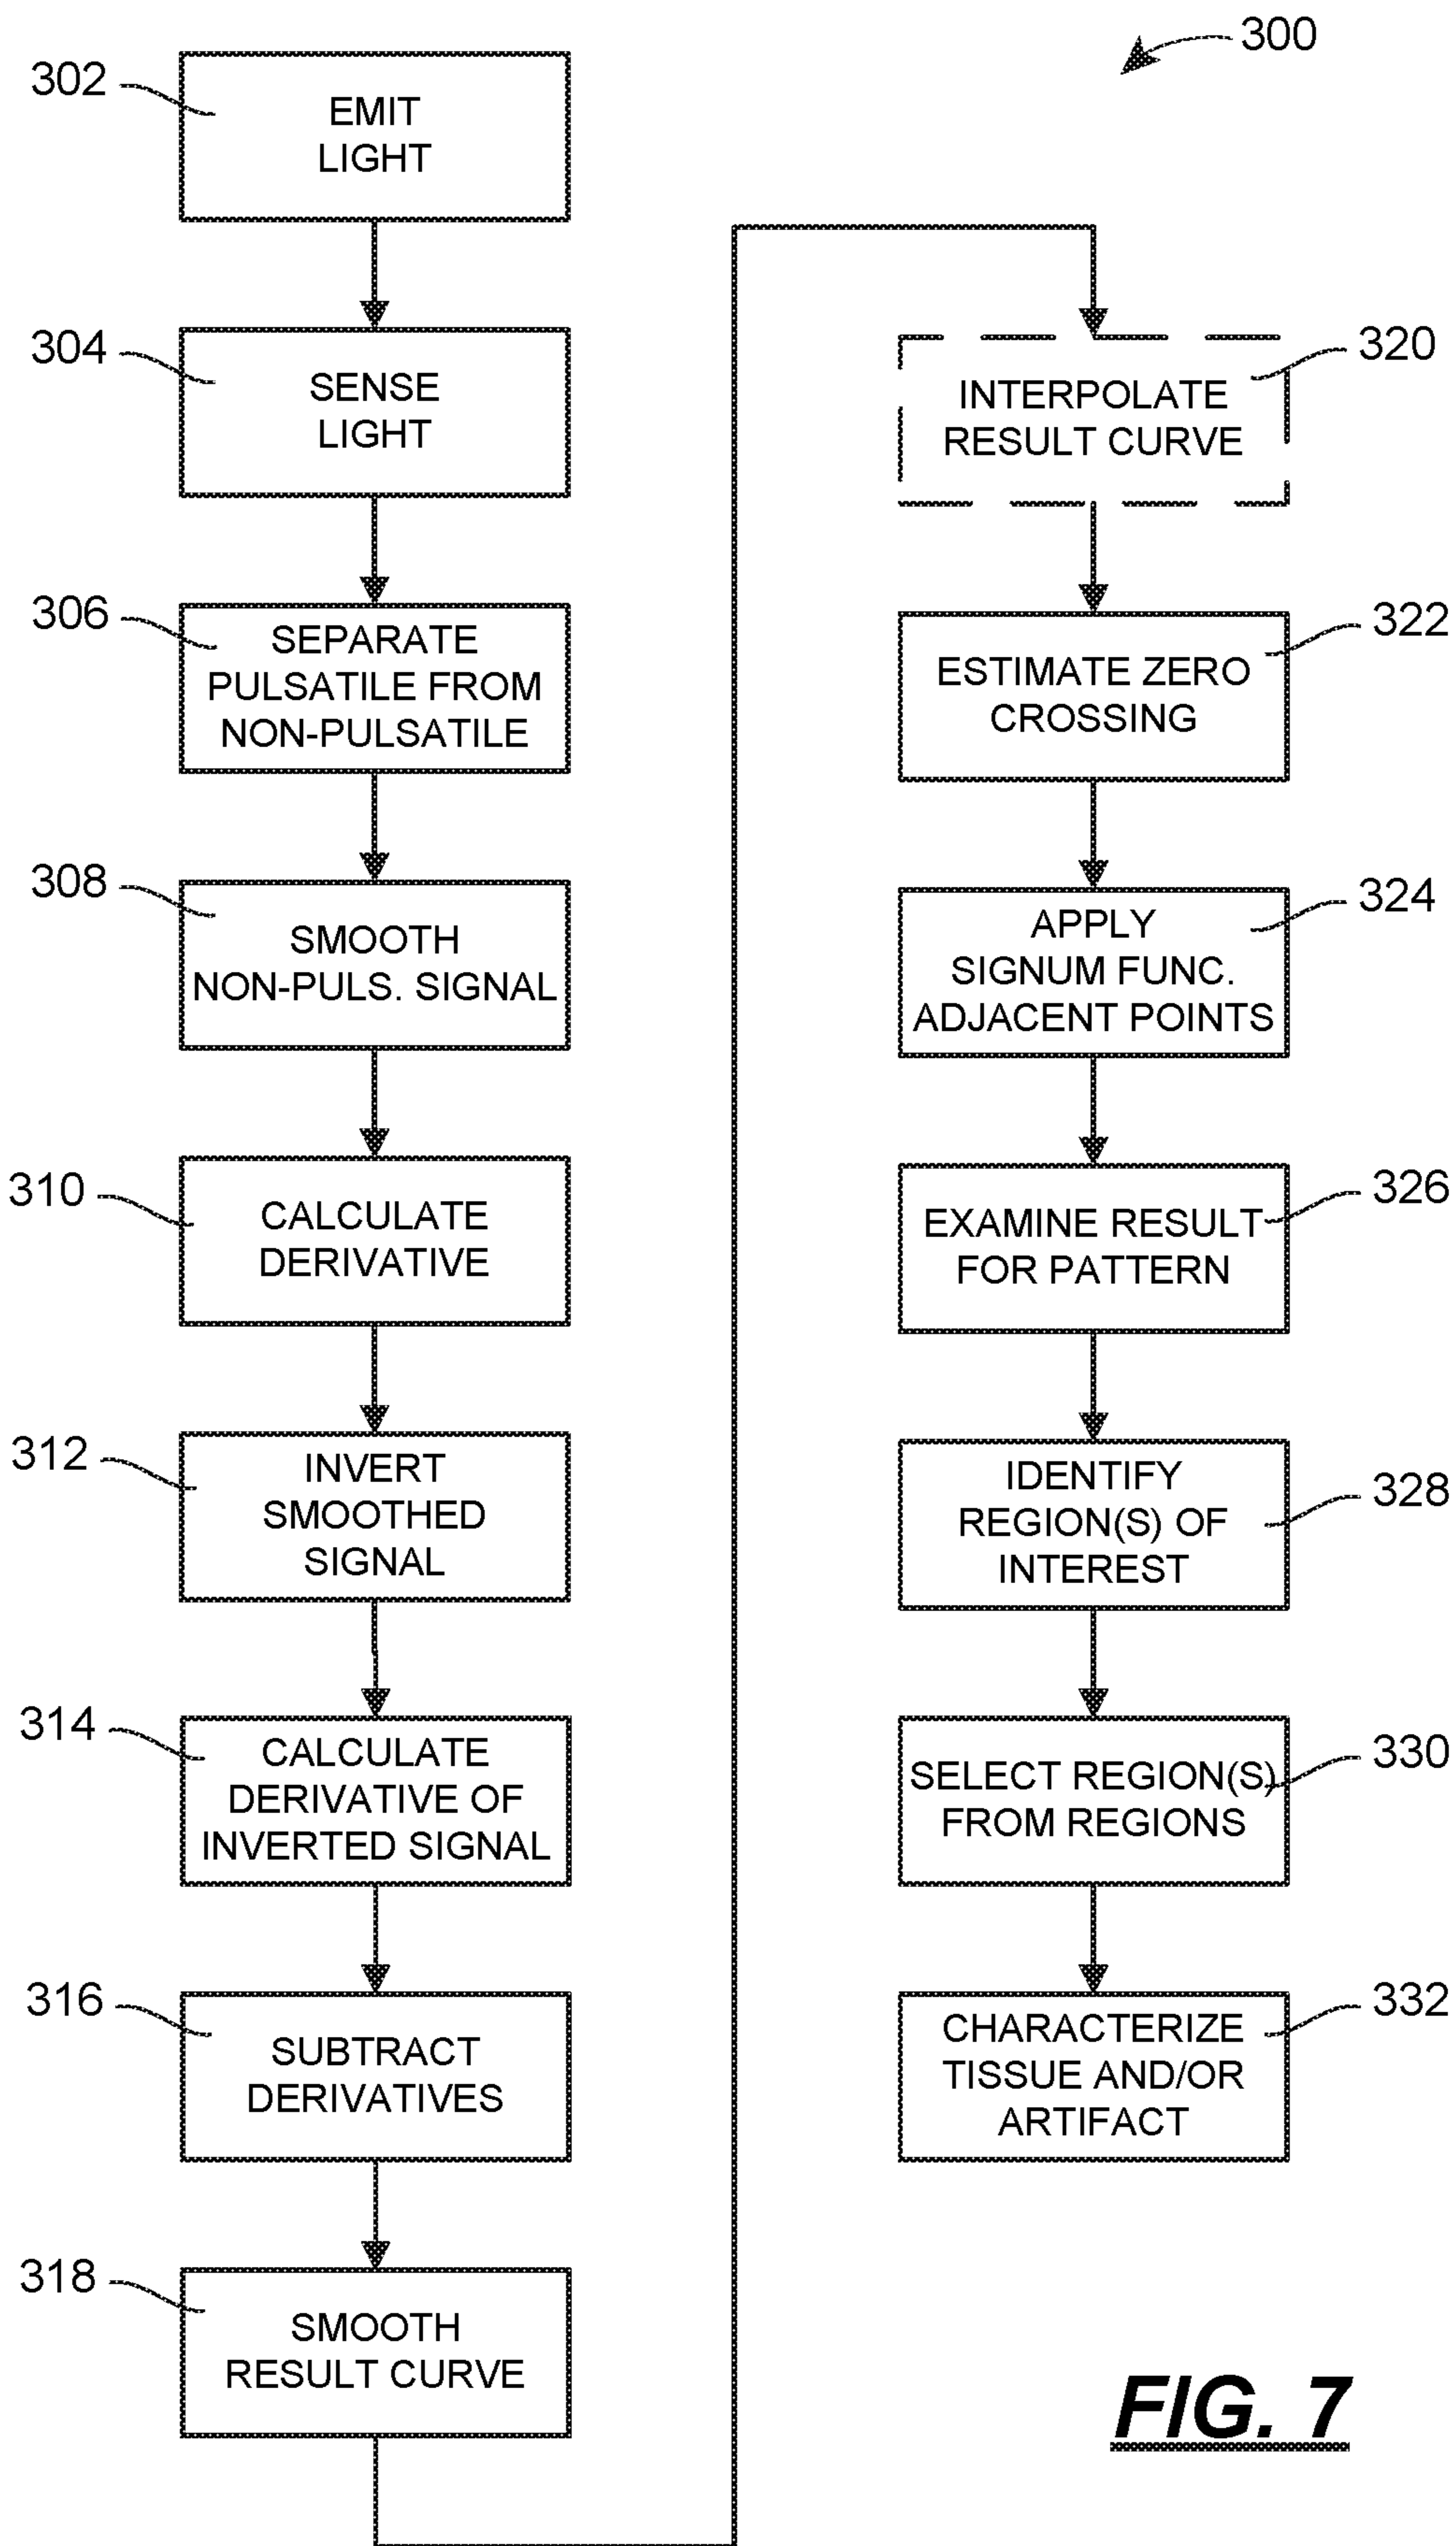 300
302
EMIT
LIGHT
304
SENSE
LIGHT
306
SEPARATE
PULSATILE FROM
NON-PULSATILE
308
SMOOTH
NON-PULS. SIGNAL
310
CALCULATE
DERIVATIVE
312
INVERT
SMOOTHED
SIGNAL
314
CALCULATE
DERIVATIVE OF
INVERTED SIGNAL
316
SUBTRACT
DERIVATIVES
318
SMOOTH
RESULT CURVE
320
INTERPOLATE
RESULT CURVE
322
ESTIMATE ZERO
CROSSING
324
APPLY
SIGNUM FUNC.
ADJACENT POINTS
326
EXAMINE RESULT
FOR PATTERN
328
IDENTIFY
REGION(S) OF
INTEREST
330
SELECT REGION(S)
FROM REGIONS
332
CHARACTERIZE
TISSUE AND/OR
ARTIFACT
FIG. 7